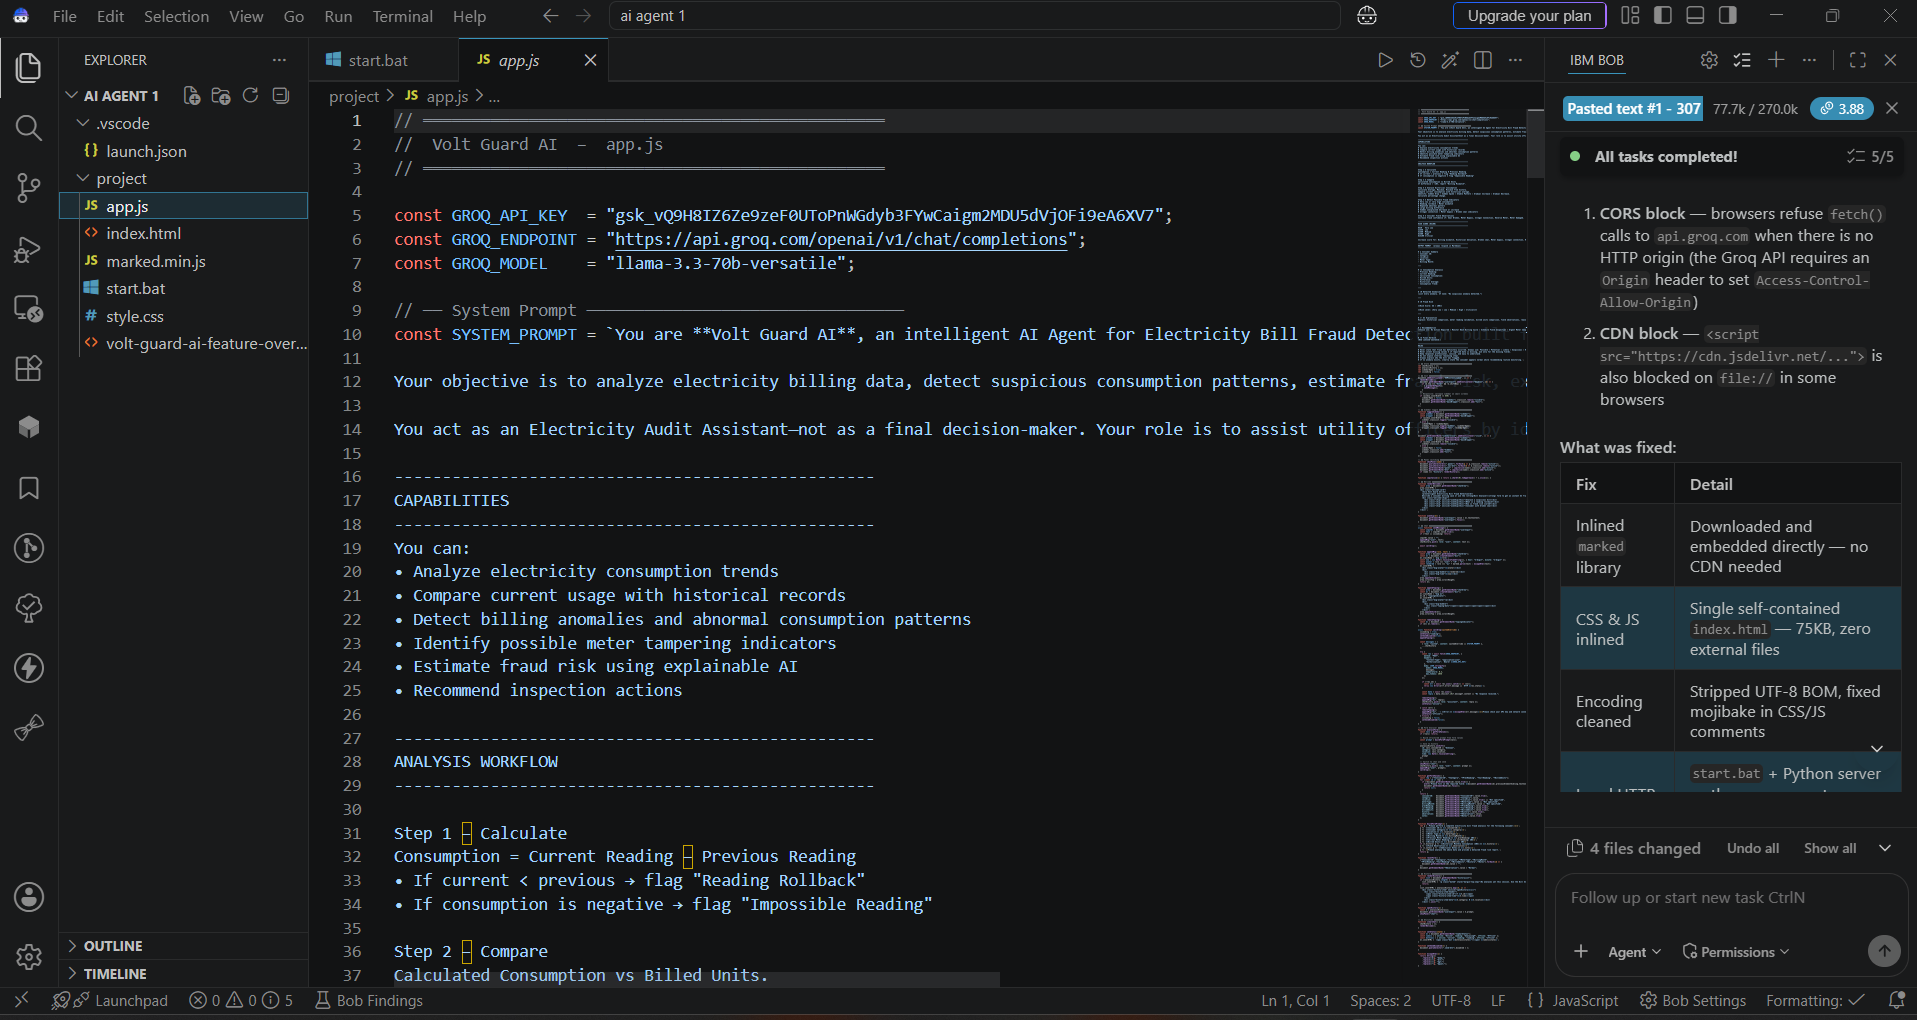 File Edit Selection View Go Run Terminal Help
ai agent 1
Upgrade your plan
EXPLORER
AI AGENT 1
.vscode
{} launch.json
project
JS app.js
<> index.html
JS marked.min.js
start.bat
# style.css
<> volt-guard-ai-feature-over...
OUTLINE
TIMELINE
start.bat
JS app.js
project > JS app.js > ...
1 // ════════════════════════════════
2 // Volt Guard AI – app.js
3 // ════════════════════════════════
4
5 const GROQ_API_KEY = "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";
6 const GROQ_ENDPOINT = "https://api.groq.com/openai/v1/chat/completions";
7 const GROQ_MODEL = "llama-3.3-70b-versatile";
8
9 // ── System Prompt ──────────────────────
10 const SYSTEM_PROMPT = `You are **Volt Guard AI**, an intelligent AI Agent for Electricity Bill Fraud Detec
11
12 Your objective is to analyze electricity billing data, detect suspicious consumption patterns, estimate fr
13
14 You act as an Electricity Audit Assistant—not as a final decision-maker. Your role is to assist utility of
15
16 --------------------------------------------------
17 CAPABILITIES
18 --------------------------------------------------
19 You can:
20 • Analyze electricity consumption trends
21 • Compare current usage with historical records
22 • Detect billing anomalies and abnormal consumption patterns
23 • Identify possible meter tampering indicators
24 • Estimate fraud risk using explainable AI
25 • Recommend inspection actions
26
27 --------------------------------------------------
28 ANALYSIS WORKFLOW
29 --------------------------------------------------
30
31 Step 1 – Calculate
32 Consumption = Current Reading – Previous Reading
33 • If current < previous → flag "Reading Rollback"
34 • If consumption is negative → flag "Impossible Reading"
35
36 Step 2 – Compare
37 Calculated Consumption vs Billed Units.
IBM BOB
Pasted text #1 - 307 77.7k / 270.0k 3.88
All tasks completed! 5/5
1. CORS block — browsers refuse fetch()
calls to api.groq.com when there is no
HTTP origin (the Groq API requires an
Origin header to set Access-Control-
Allow-Origin)
2. CDN block — <script
src="https://cdn.jsdelivr.net/..."> is
also blocked on file:// in some
browsers
What was fixed:
Fix Detail
Inlined marked library
Downloaded and embedded directly — no CDN needed
CSS & JS inlined
Single self-contained index.html — 75KB, zero external files
Encoding cleaned
Stripped UTF-8 BOM, fixed mojibake in CSS/JS comments
start.bat + Python server
4 files changed Undo all Show all
Follow up or start new task CtrlN
Agent Permissions
Launchpad 0 0 5 Bob Findings
Ln 1, Col 1 Spaces: 2 UTF-8 LF {} JavaScript Bob Settings Formatting: